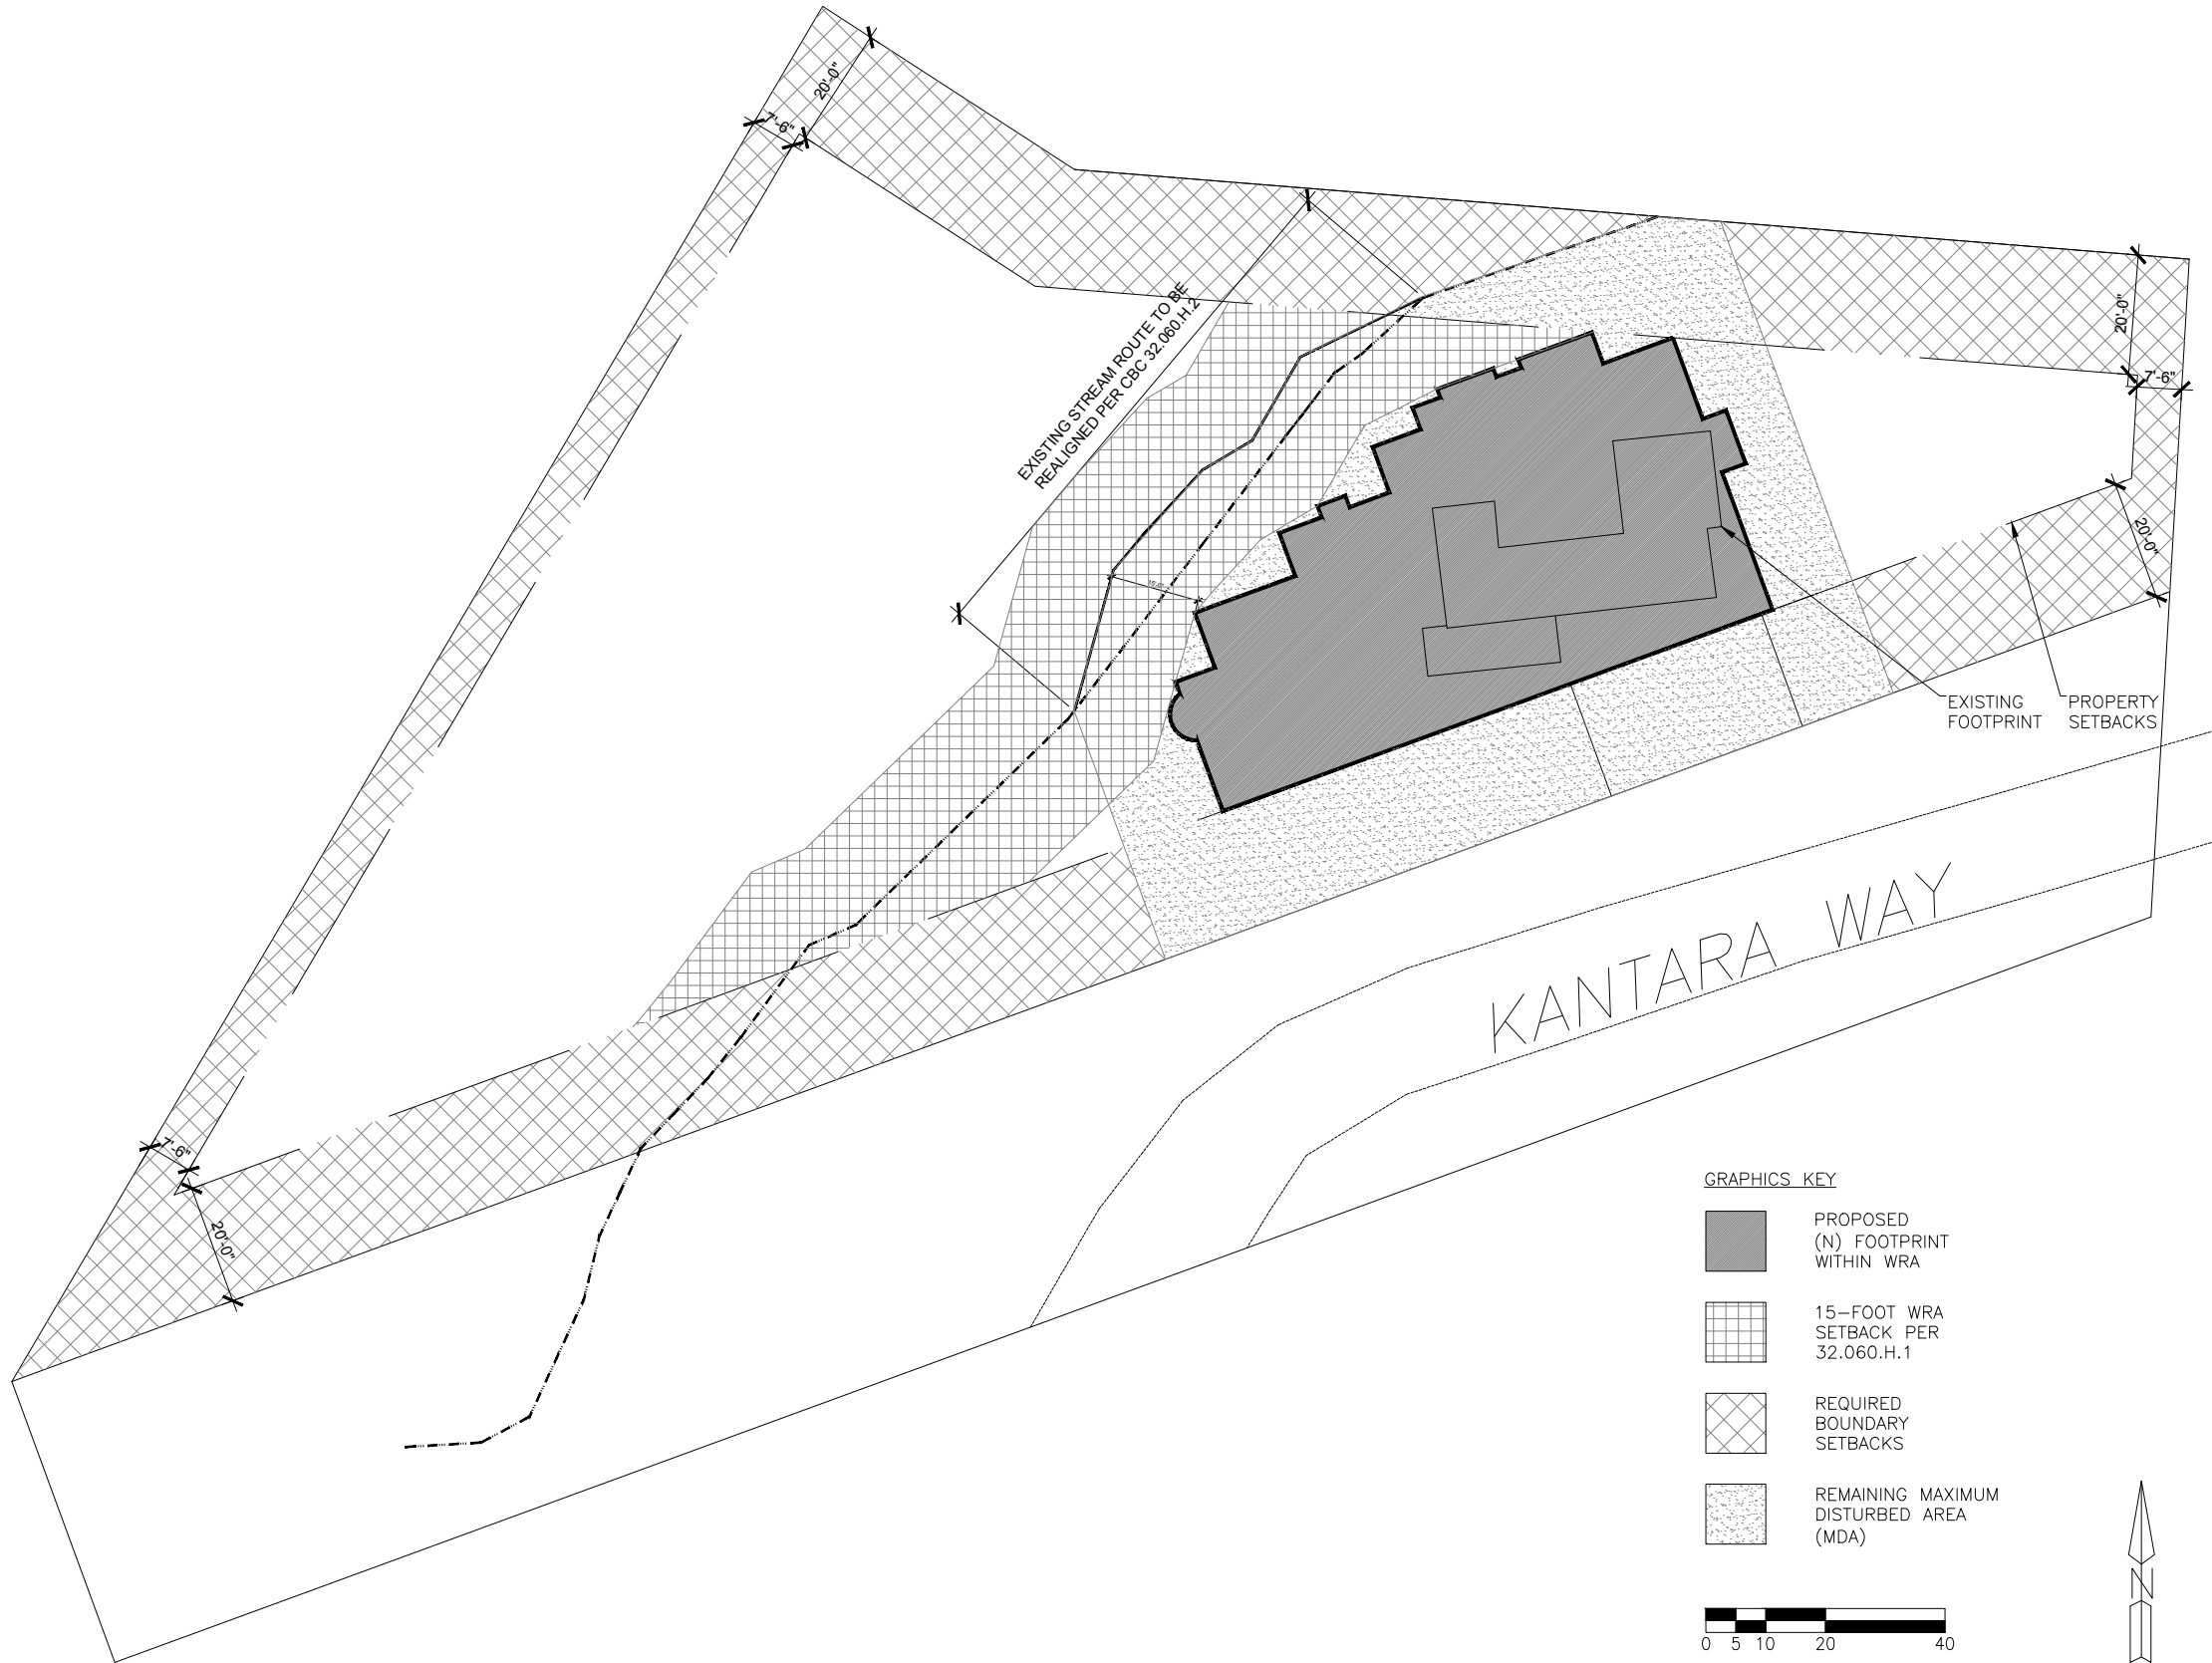 20'-0"
7'-6"
EXISTING STREAM ROUTE TO BE
REALIGNED PER CBC 32.060.H.2
20'-0"
7'-6"
20'-0"
15'-0"
EXISTING
FOOTPRINT
PROPERTY
SETBACKS
KANTARA WAY
7'-6"
20'-0"
GRAPHICS KEY
PROPOSED
(N) FOOTPRINT
WITHIN WRA
15-FOOT WRA
SETBACK PER
32.060.H.1
REQUIRED
BOUNDARY
SETBACKS
REMAINING MAXIMUM
DISTURBED AREA
(MDA)
N
0 5 10 20 40